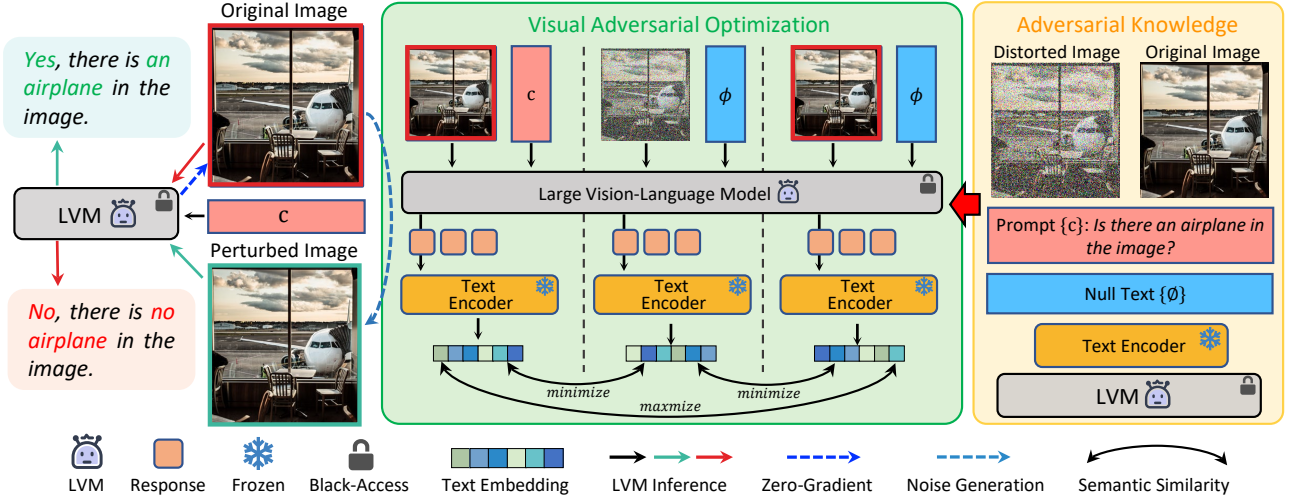 Original Image
Yes, there is an
airplane in the
image.
LVM
c
Perturbed Image
No, there is no
airplane in the
image.
Visual Adversarial Optimization
c
ϕ
ϕ
Large Vision-Language Model
Text
Encoder
Text
Encoder
Text
Encoder
minimize
minimize
maxmize
Adversarial Knowledge
Distorted Image
Original Image
Prompt {c}: Is there an airplane in
the image?
Null Text {∅}
Text Encoder
LVM
LVM
Response
Frozen
Black-Access
Text Embedding
LVM Inference
Zero-Gradient
Noise Generation
Semantic Similarity